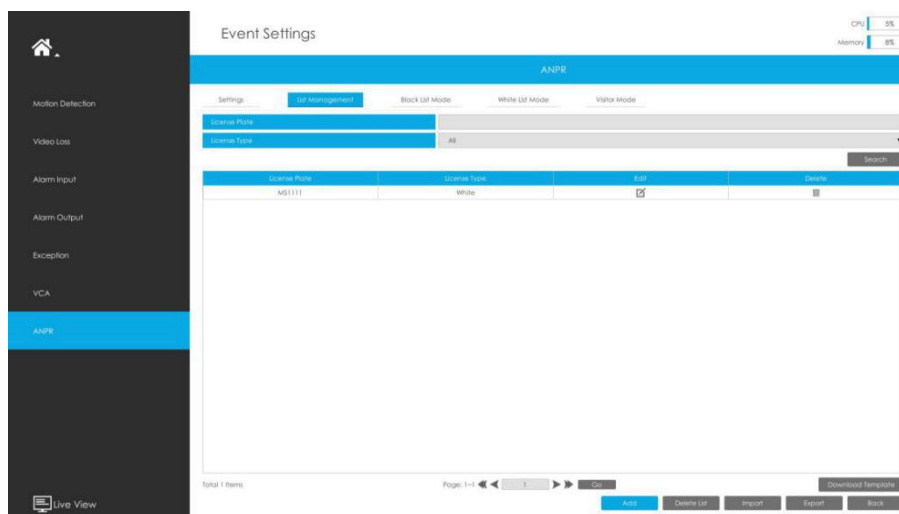 Event Settings
CPU 5%
Memory 8%
ANPR
Motion Detection
Video Loss
Alarm Input
Alarm Output
Exception
VCA
ANPR
Live View
Settings List Management Black List Mode White List Mode Visitor Mode
License Plate
License Type All
Search
License Plate License Type Edit Delete
MS1111 White
Total 1 Items Page: 1-1 1 Go Download Template
Add Delete List Import Export Back